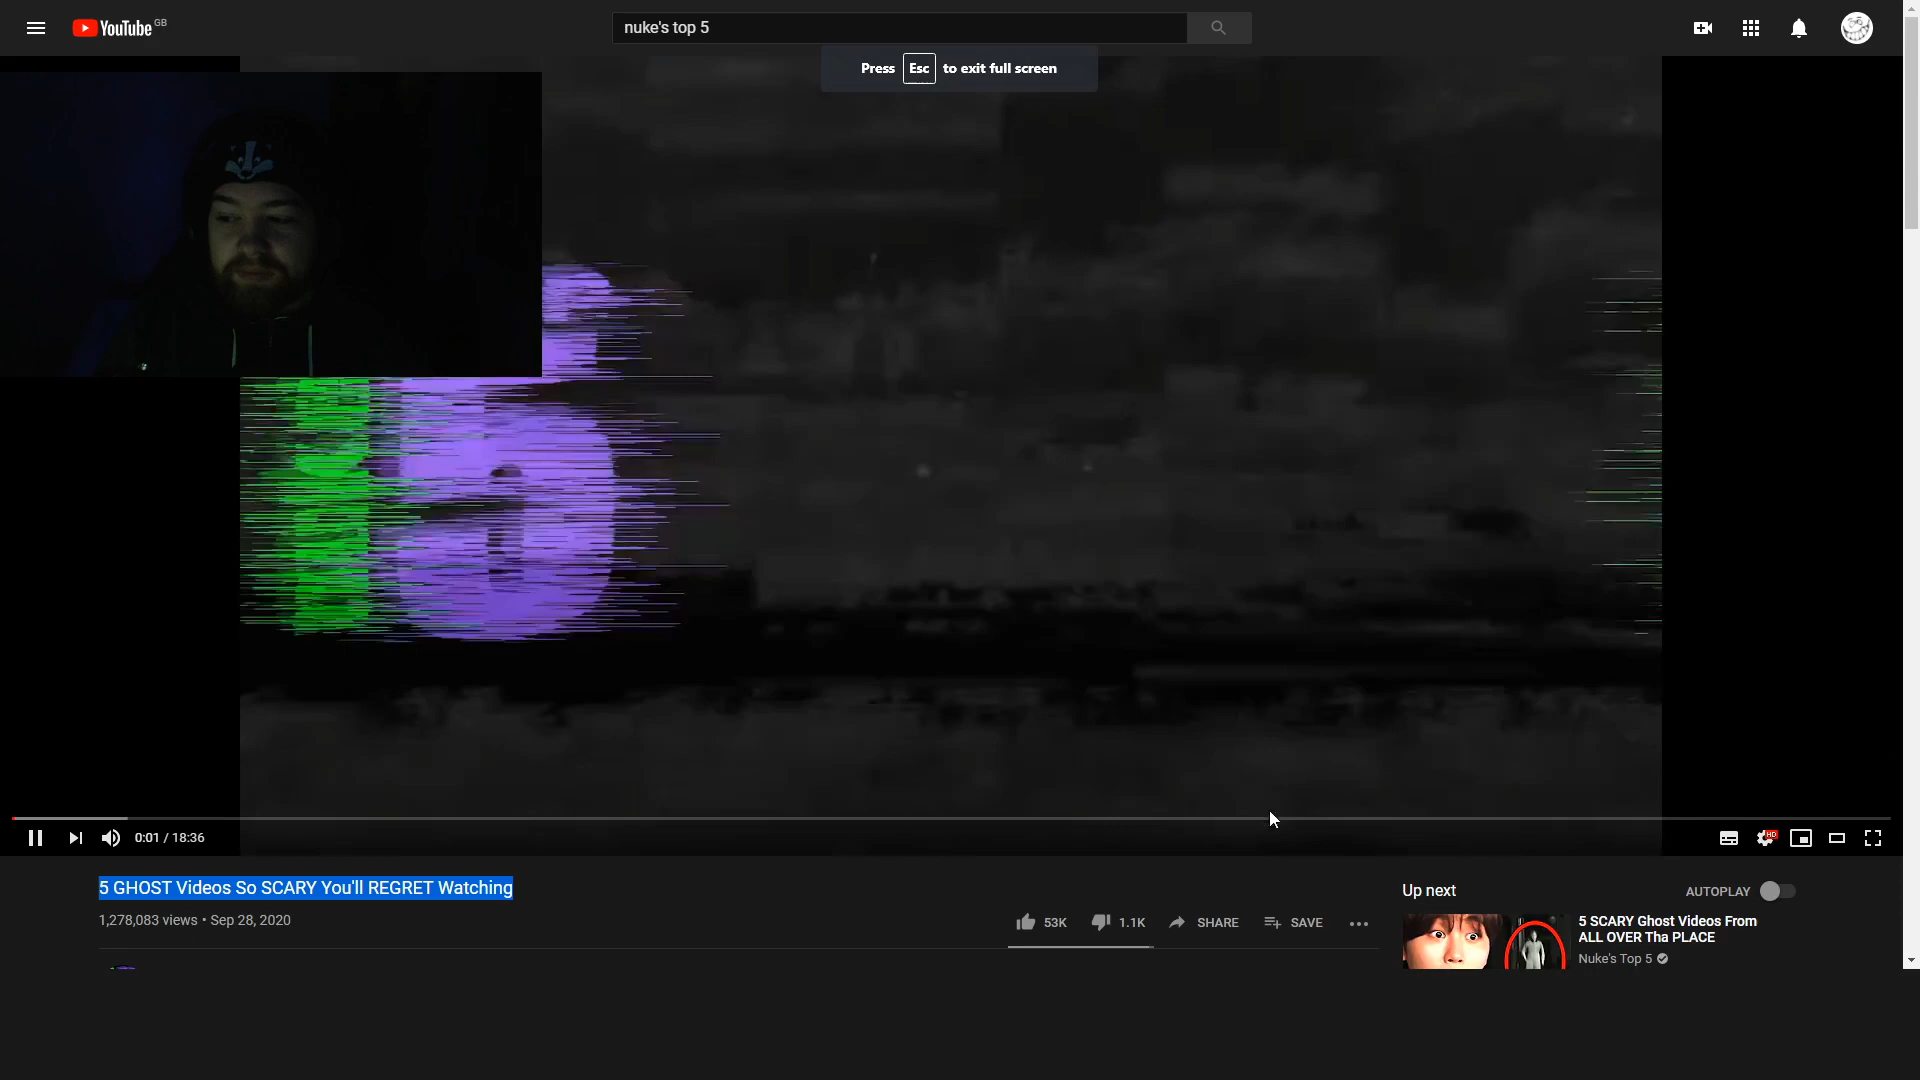 YouTube GB
nuke's top 5
Press Esc to exit full screen
0:01 / 18:36
HD
5 GHOST Videos So SCARY You'll REGRET Watching
1,278,083 views • Sep 28, 2020
53K
1.1K
SHARE
SAVE
Up next
AUTOPLAY
5 SCARY Ghost Videos From
ALL OVER Tha PLACE
Nuke's Top 5